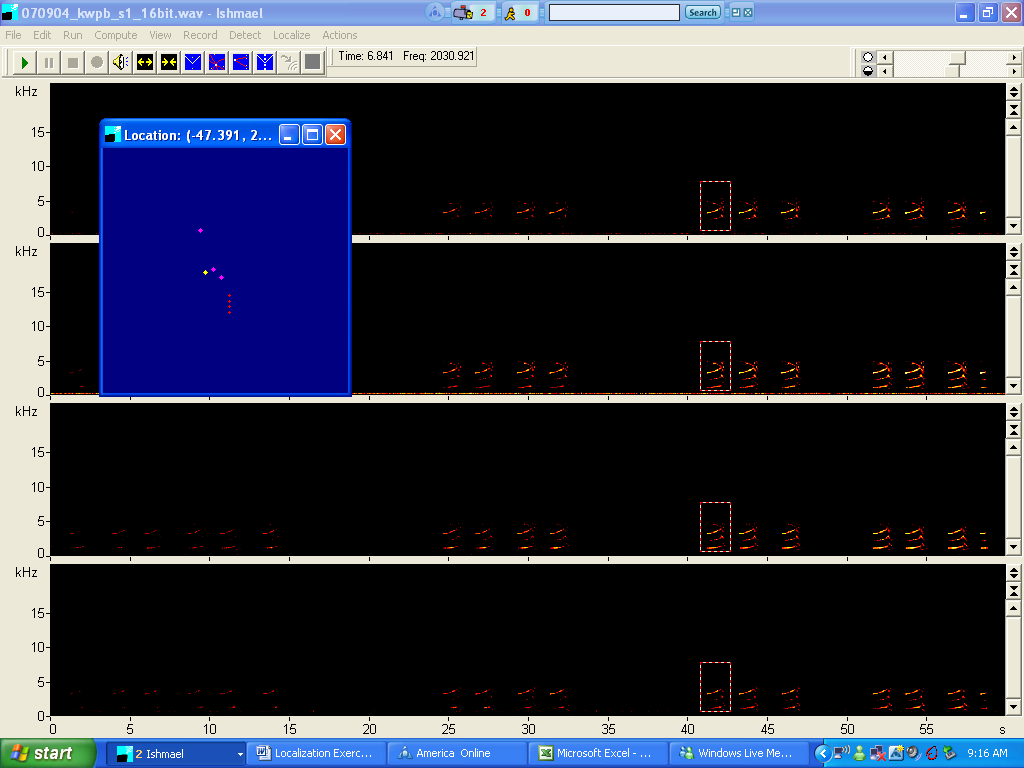 070904_kwpb_s1_16bit.wav - Ishmael
2
0
Search
File Edit Run Compute View Record Detect Localize Actions
Time: 6.841 Freq: 2030.921
kHz
15
10
5
0
Location: (-47.391, 2...
kHz
15
10
5
0
kHz
15
10
5
0
kHz
15
10
5
0
0 5 10 15 20 25 30 35 40 45 50 55 s
start
2 Ishmael
Localization Exerc...
America Online
Microsoft Excel - ...
Windows Live Me...
9:16 AM